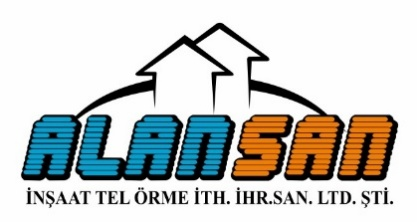 ALANSAN
İNŞAAT TEL ÖRME İTH. İHR.SAN. LTD. ŞTİ.